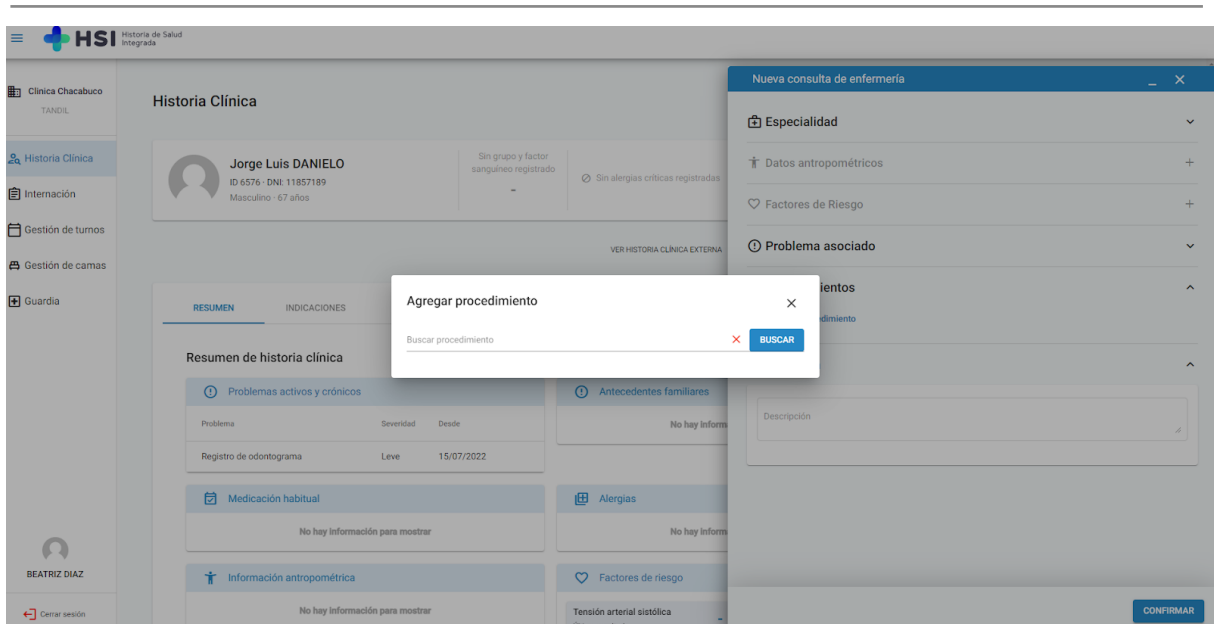 HSI Historia de Salud
Integrada
Clinica Chacabuco
TANDIL
Historia Clínica
Internación
Gestión de turnos
Gestión de camas
Guardia
BEATRIZ DIAZ
Cerrar sesión
Historia Clínica
Jorge Luis DANIELO
ID 6576 · DNI: 11857189
Masculino · 67 años
Sin grupo y factor
sanguíneo registrado
-
Sin alergias críticas registradas
VER HISTORIA CLÍNICA EXTERNA
RESUMEN INDICACIONES
Resumen de historia clínica
Problemas activos y crónicos
Problema Severidad Desde
Registro de odontograma Leve 15/07/2022
Antecedentes familiares
No hay inform
Medicación habitual
No hay información para mostrar
Alergias
No hay inform
Información antropométrica
No hay información para mostrar
Factores de riesgo
Tensión arterial sistólica
-
Agregar procedimiento
Buscar procedimiento
BUSCAR
Nueva consulta de enfermería
Especialidad
Datos antropométricos
Factores de Riesgo
Problema asociado
ientos
edimiento
Descripción
CONFIRMAR